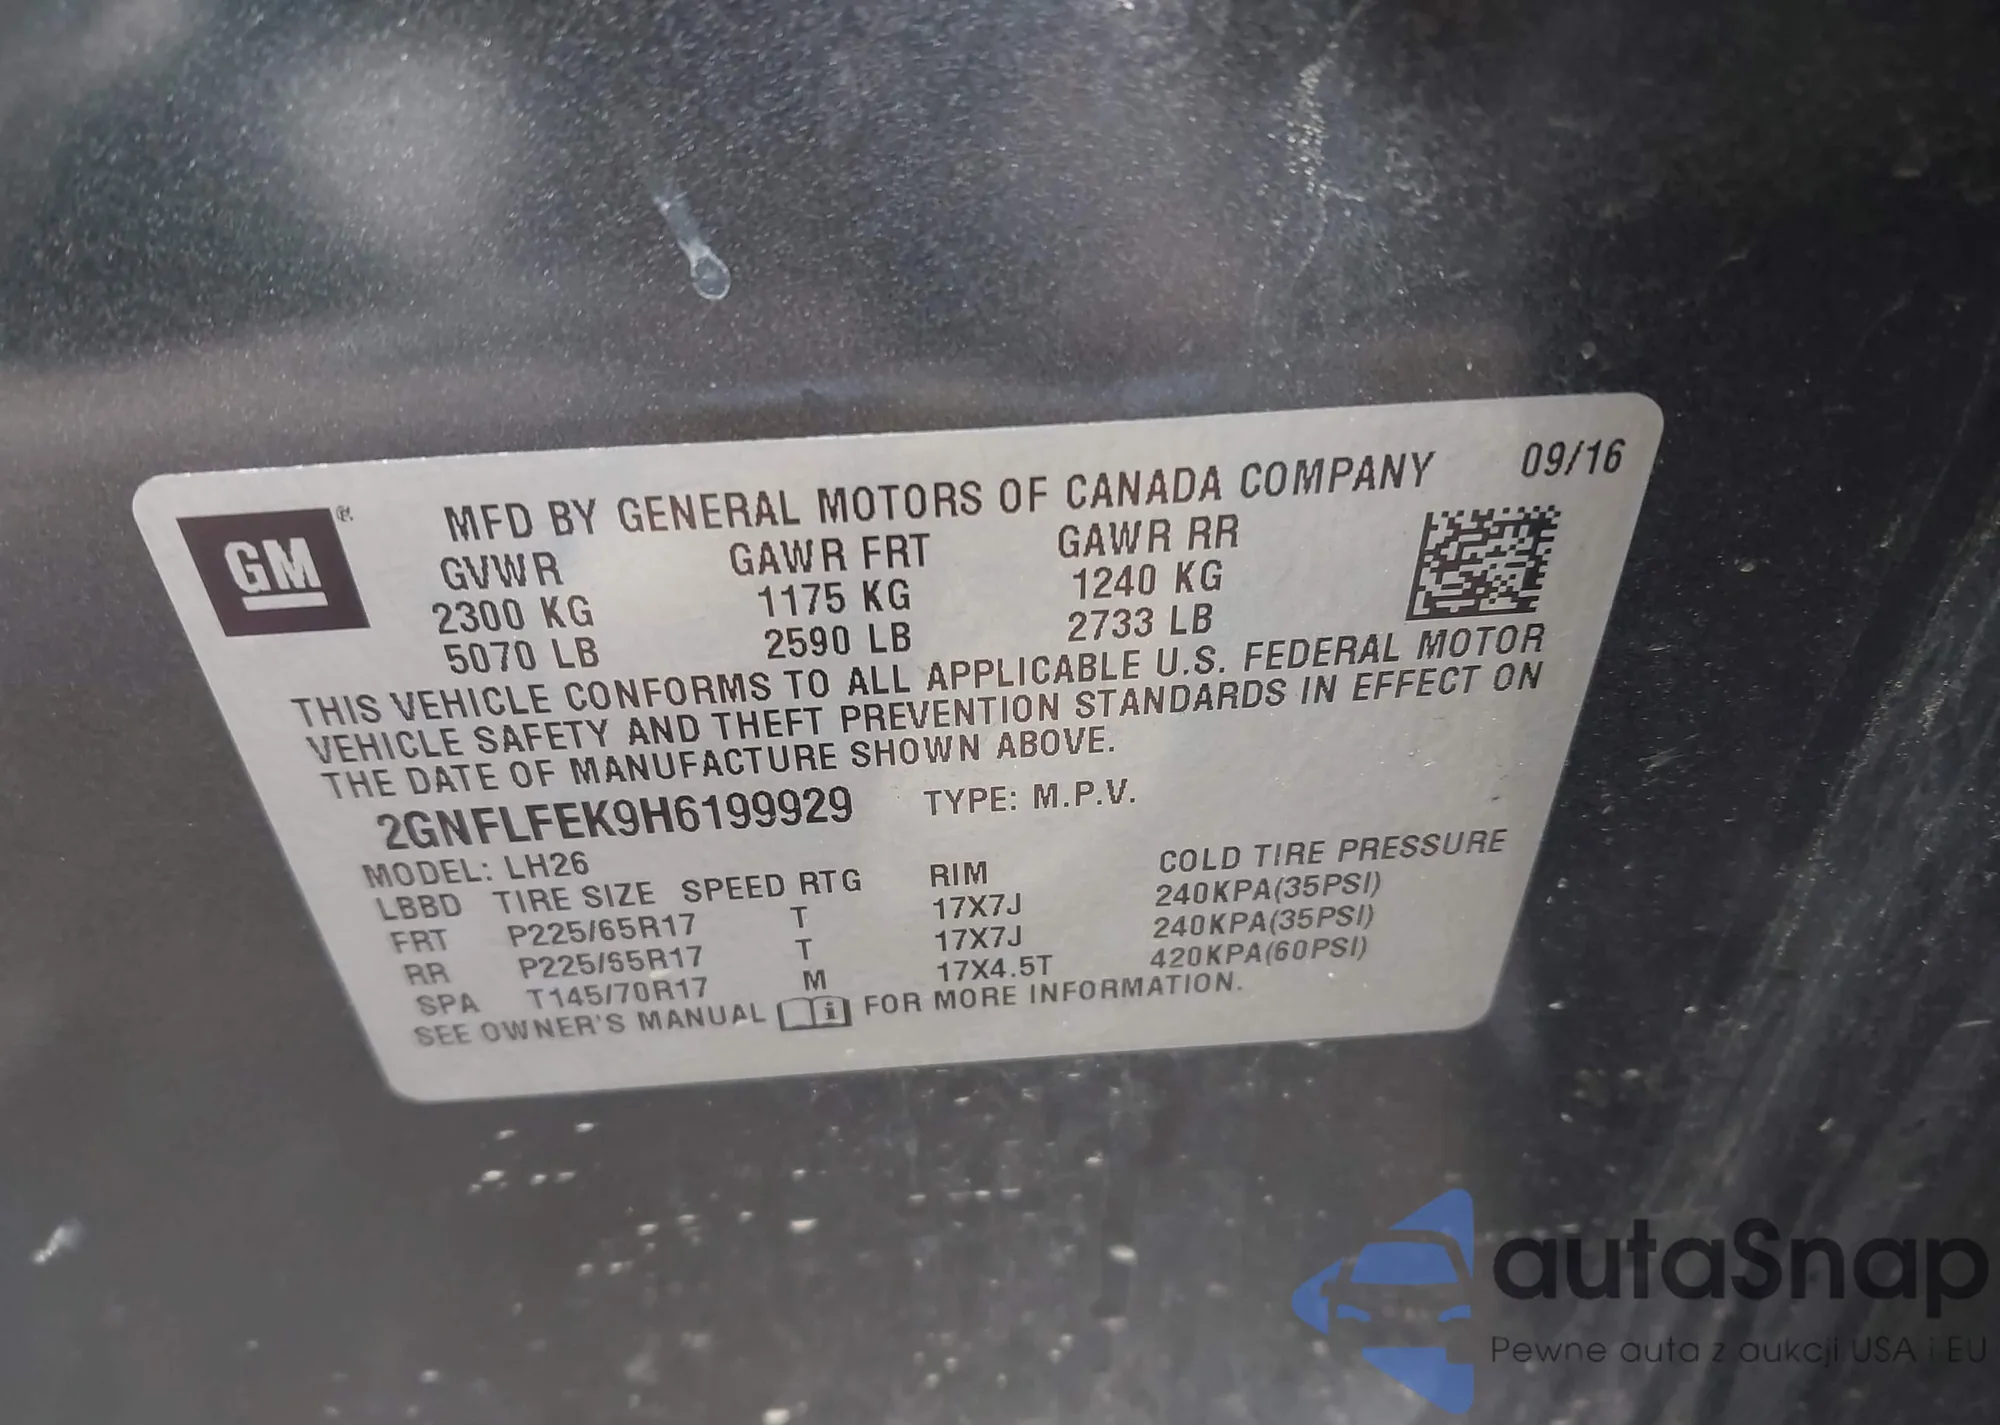 GM®
MFD BY GENERAL MOTORS OF CANADA COMPANY 09/16
GVWR GAWR FRT GAWR RR
2300 KG 1175 KG 1240 KG
5070 LB 2590 LB 2733 LB
THIS VEHICLE CONFORMS TO ALL APPLICABLE U.S. FEDERAL MOTOR
VEHICLE SAFETY AND THEFT PREVENTION STANDARDS IN EFFECT ON
THE DATE OF MANUFACTURE SHOWN ABOVE.
2GNFLFEK9H6199929 TYPE: M.P.V.
MODEL: LH26
LBBD TIRE SIZE SPEED RTG RIM COLD TIRE PRESSURE
FRT P225/65R17 T 17X7J 240KPA(35PSI)
RR P225/65R17 T 17X7J 240KPA(35PSI)
SPA T145/70R17 M 17X4.5T 420KPA(60PSI)
SEE OWNER'S MANUAL FOR MORE INFORMATION.
autaSnap
Pewne auta z aukcji USA i EU